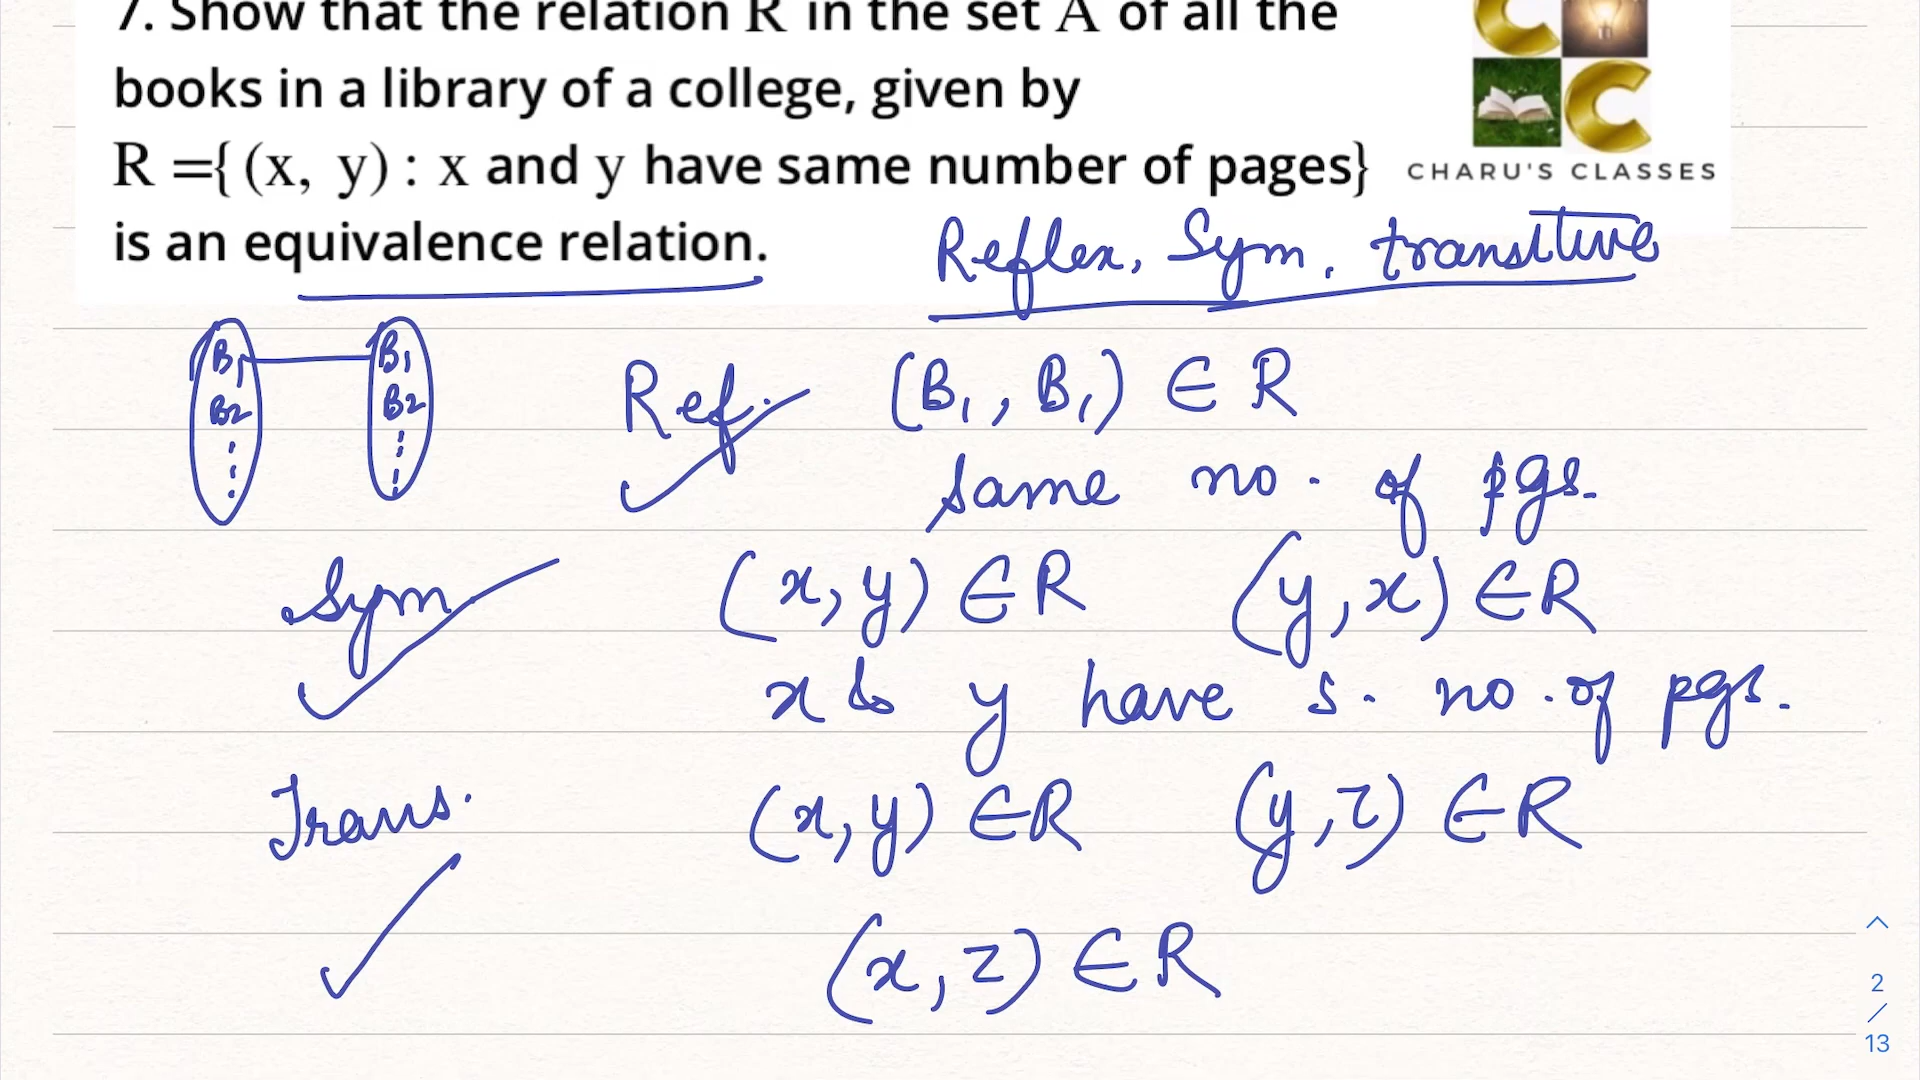 7. Show that the relation R in the set A of all the
books in a library of a college, given by
R ={ (x, y) : x and y have same number of pages}
is an equivalence relation.
CHARU'S CLASSES
Reflex, Sym, transitive
B1 B1
B2 B2
Ref. (B1, B1) ∈ R
same no. of pgs.
Sym (x, y) ∈ R (y, x) ∈ R
x & y have s. no. of pgs.
Trans. (x, y) ∈ R (y, z) ∈ R
(x, z) ∈ R
2
/
13